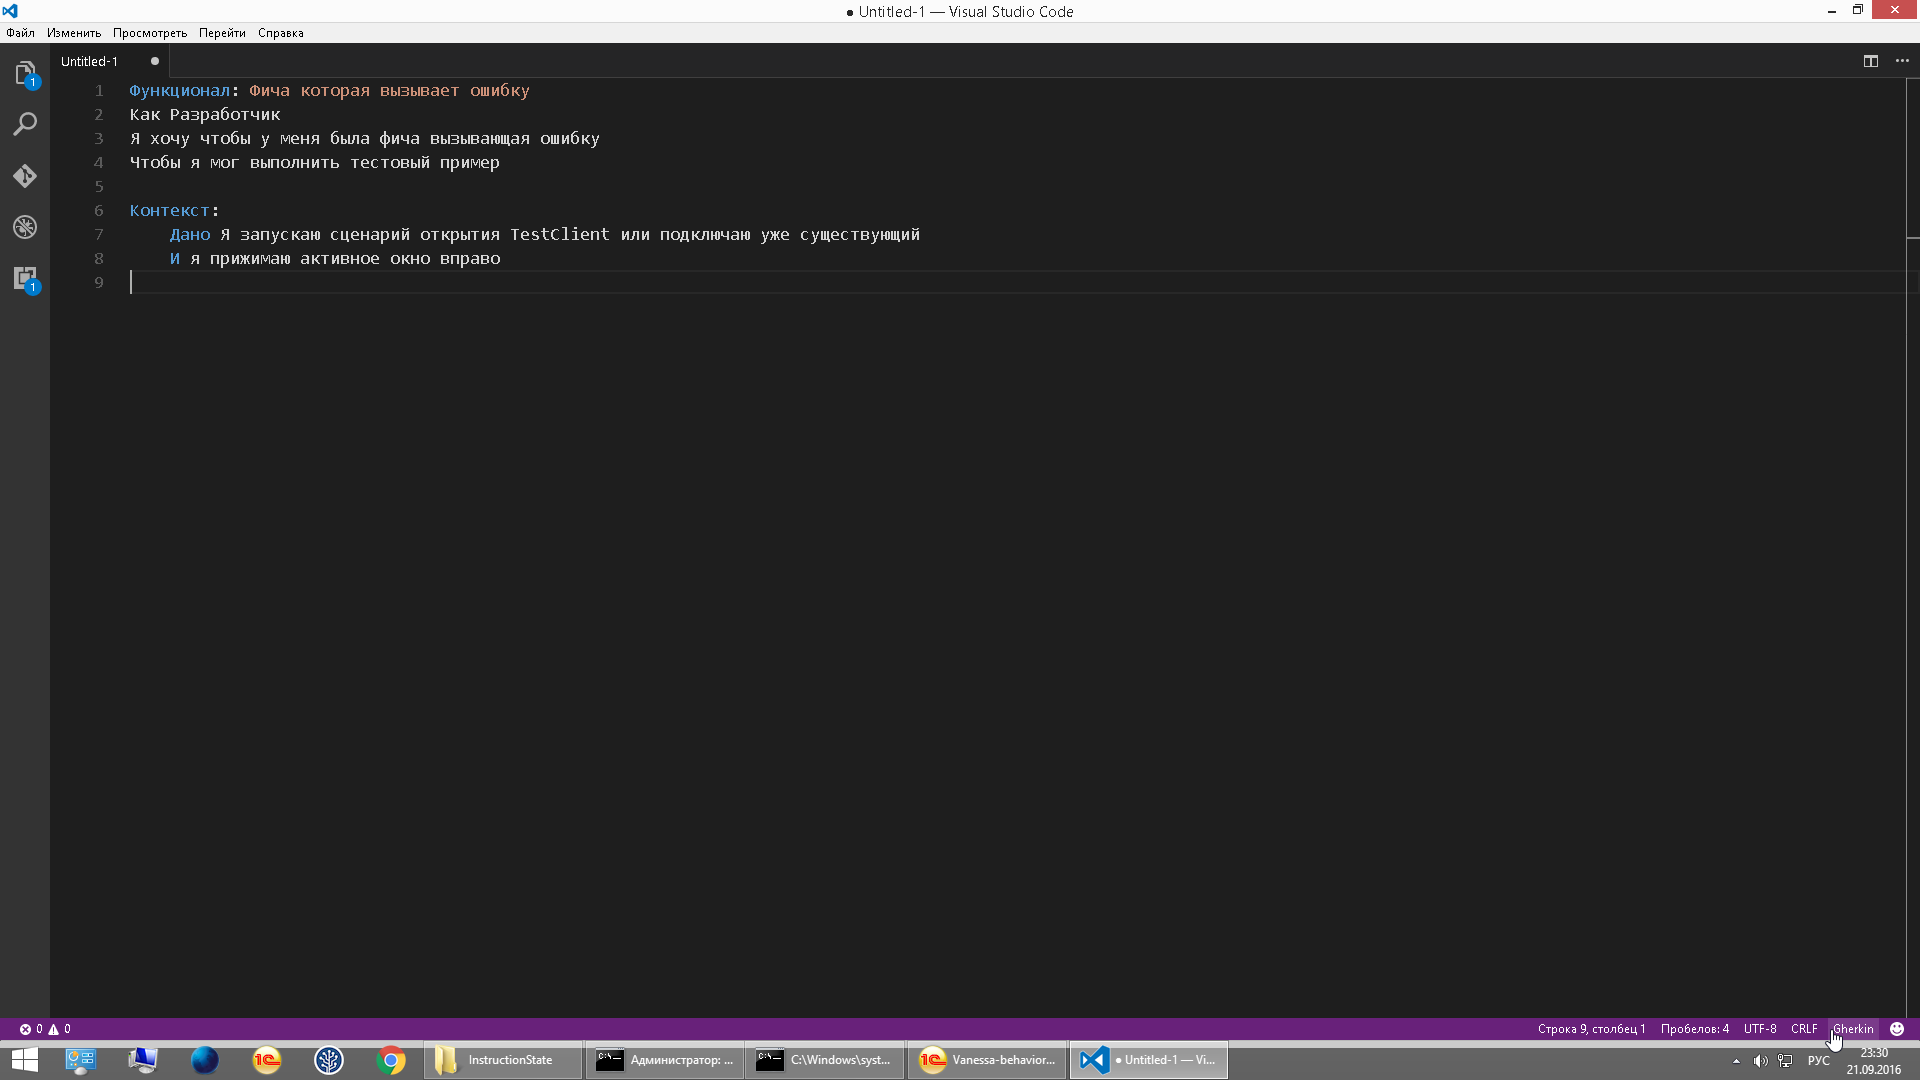 ● Untitled-1 — Visual Studio Code
Файл Изменить Просмотреть Перейти Справка
Untitled-1 ●
1 Функционал: Фича которая вызывает ошибку
2 Как Разработчик
3 Я хочу чтобы у меня была фича вызывающая ошибку
4 Чтобы я мог выполнить тестовый пример
5
6 Контекст:
7 Дано Я запускаю сценарий открытия TestClient или подключаю уже существующий
8 И я прижимаю активное окно вправо
9
1
1
0 0 Строка 9, столбец 1 Пробелов: 4 UTF-8 CRLF Gherkin
InstructionState
Администратор: ...
C:\Windows\syst...
Vanessa-behavior...
● Untitled-1 — Vi...
РУС
23:30
21.09.2016